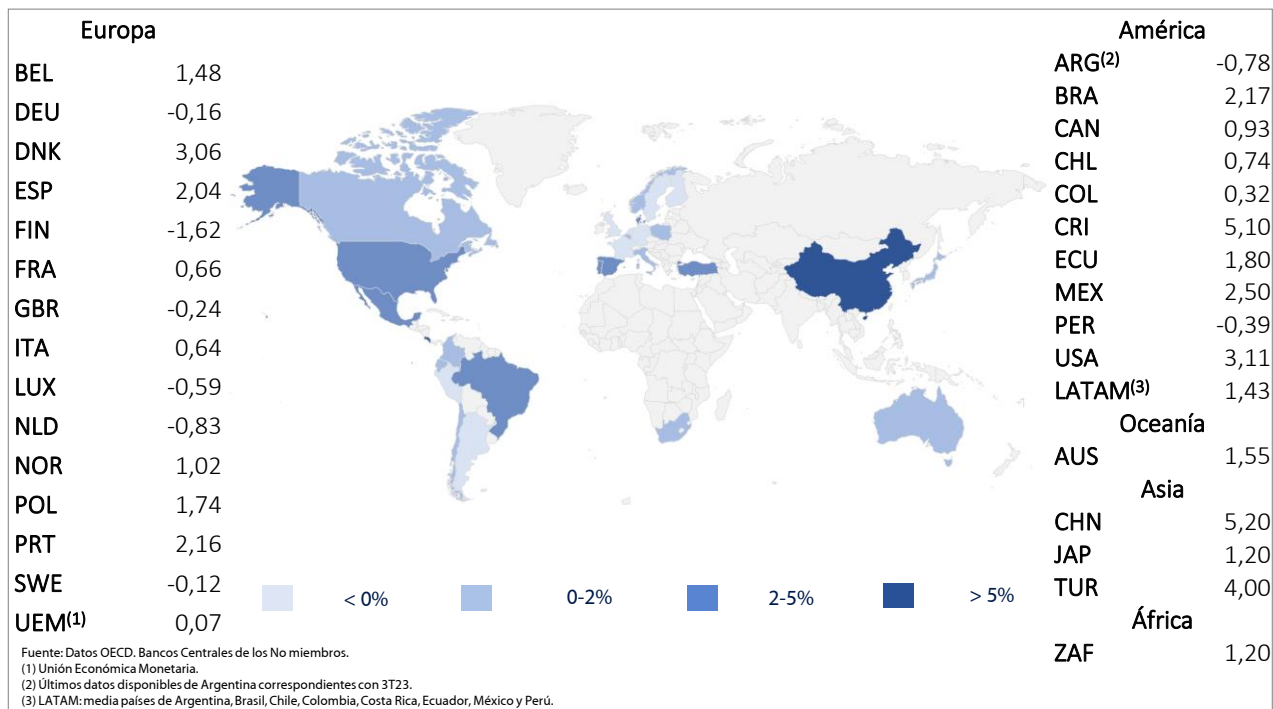 Europa
BEL 1,48
DEU -0,16
DNK 3,06
ESP 2,04
FIN -1,62
FRA 0,66
GBR -0,24
ITA 0,64
LUX -0,59
NLD -0,83
NOR 1,02
POL 1,74
PRT 2,16
SWE -0,12
UEM(1) 0,07
< 0%
0-2%
2-5%
> 5%
América
ARG(2) -0,78
BRA 2,17
CAN 0,93
CHL 0,74
COL 0,32
CRI 5,10
ECU 1,80
MEX 2,50
PER -0,39
USA 3,11
LATAM(3) 1,43
Oceanía
AUS 1,55
Asia
CHN 5,20
JAP 1,20
TUR 4,00
África
ZAF 1,20
Fuente: Datos OECD. Bancos Centrales de los No miembros.
(1) Unión Económica Monetaria.
(2) Últimos datos disponibles de Argentina correspondientes con 3T23.
(3) LATAM: media países de Argentina, Brasil, Chile, Colombia, Costa Rica, Ecuador, México y Perú.